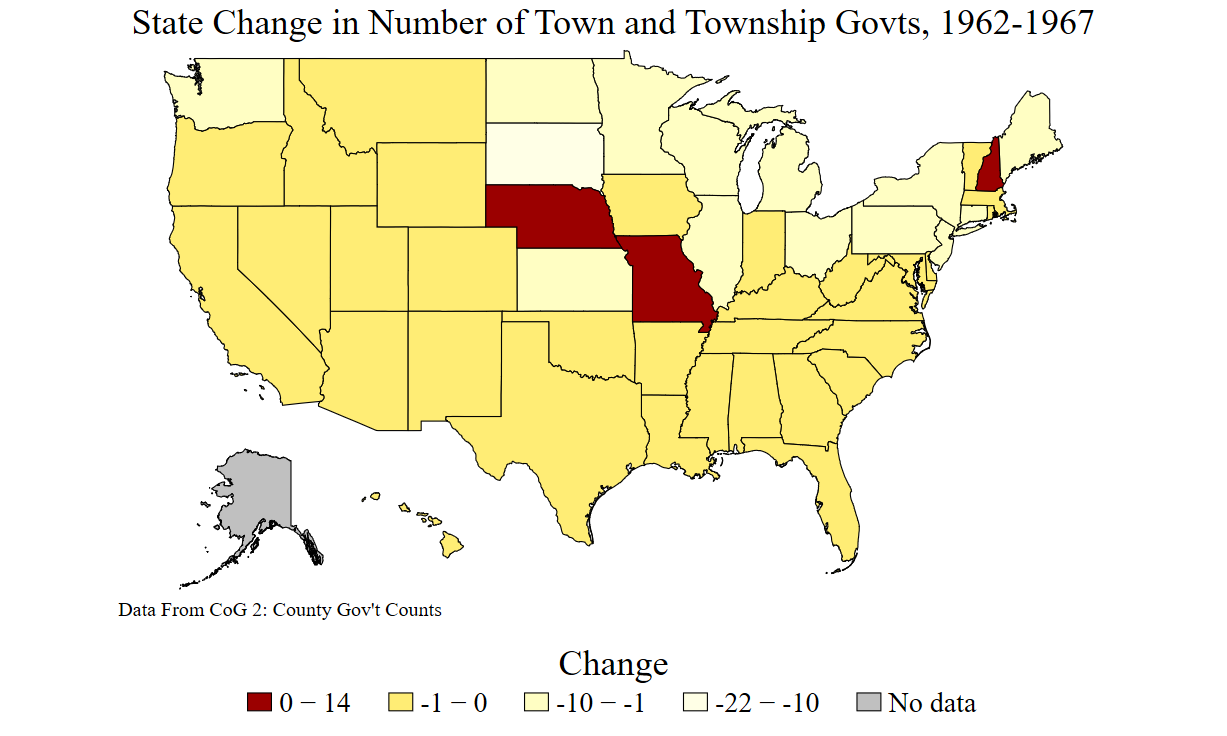 State Change in Number of Town and Township Govts, 1962-1967
Data From CoG 2: County Gov't Counts
Change
0 − 14 -1 − 0 -10 − -1 -22 − -10 No data